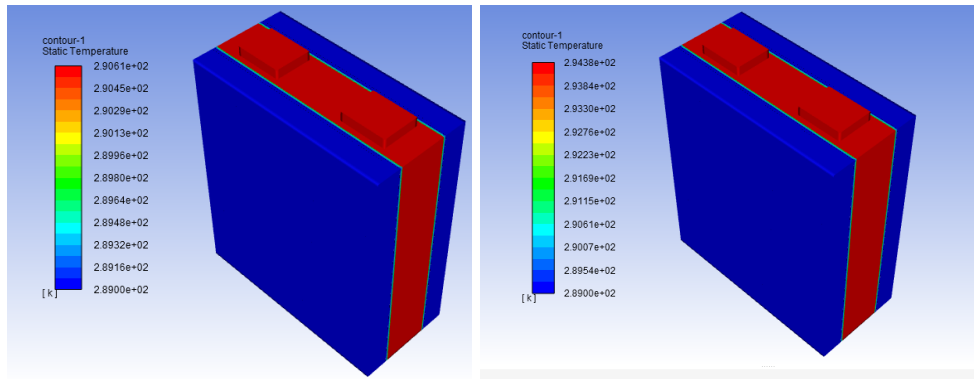 contour-1
Static Temperature
2.9061e+02
2.9045e+02
2.9029e+02
2.9013e+02
2.8996e+02
2.8980e+02
2.8964e+02
2.8948e+02
2.8932e+02
2.8916e+02
2.8900e+02
[ k ]
contour-1
Static Temperature
2.9438e+02
2.9384e+02
2.9330e+02
2.9276e+02
2.9223e+02
2.9169e+02
2.9115e+02
2.9061e+02
2.9007e+02
2.8954e+02
2.8900e+02
[ k ]